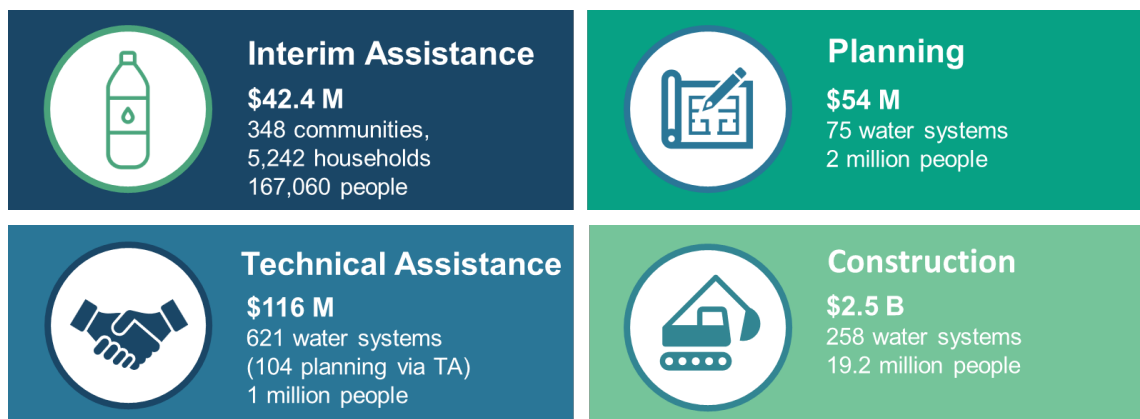 Interim Assistance
$42.4 M
348 communities,
5,242 households
167,060 people
Planning
$54 M
75 water systems
2 million people
Technical Assistance
$116 M
621 water systems
(104 planning via TA)
1 million people
Construction
$2.5 B
258 water systems
19.2 million people